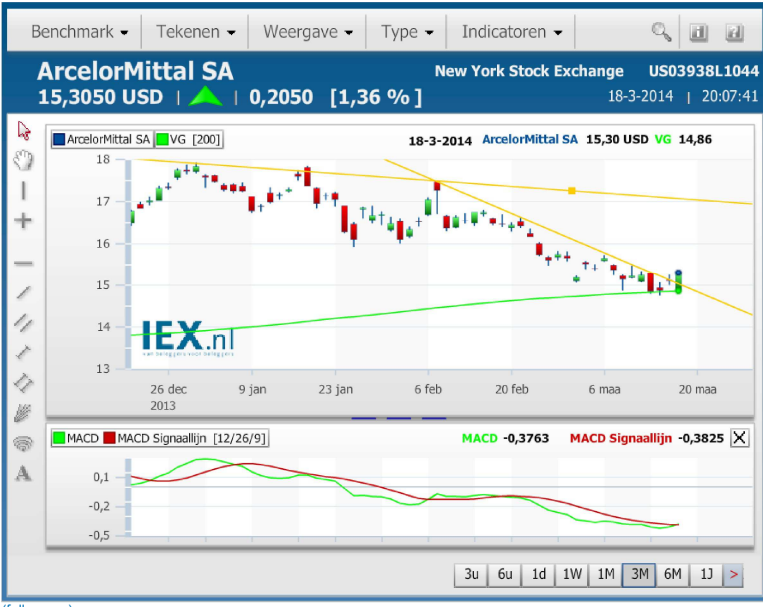 Benchmark Tekenen Weergave Type Indicatoren
ArcelorMittal SA New York Stock Exchange US03938L1044
15,3050 USD | | 0,2050 [1,36 %] 18-3-2014 | 20:07:41
ArcelorMittal SA VG [200] 18-3-2014 ArcelorMittal SA 15,30 USD VG 14,86
18
17
16
15
14
13
IEX.nl
van beleggers voor beleggers
26 dec 9 jan 23 jan 6 feb 20 feb 6 maa 20 maa
2013
MACD MACD Signaallijn [12/26/9] MACD -0,3763 MACD Signaallijn -0,3825 X
0,1
-0,2
-0,5
A
3u 6u 1d 1W 1M 3M 6M 1J >